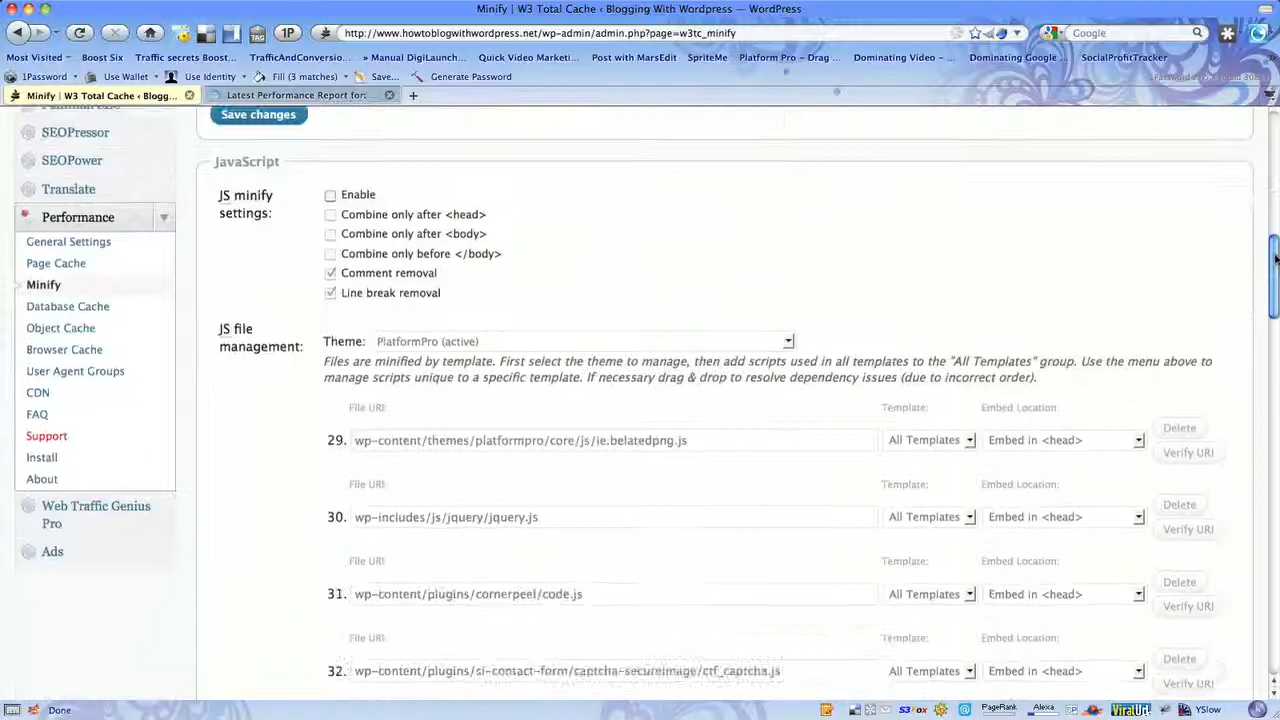 Minify | W3 Total Cache ‹ Blogging With Wordpress — WordPress
http://www.howtoblogwithwordpress.net/wp-admin/admin.php?page=w3tc_minify
Google
TAG
1P
Most Visited
Boost Six
Traffic secrets Boost...
TrafficAndConversio...
Manual DigiLaunch...
Quick Video Marketi...
Post with MarsEdit
SpriteMe
Platform Pro - Drag ...
Dominating Video - ...
Dominating Google ...
SocialProfitTracker
1Password
Use Wallet
Use Identity
Fill (3 matches)
Save...
Generate Password
Minify | W3 Total Cache ‹ Blogg...
Latest Performance Report for:
SEOPressor
SEOPower
Translate
Performance
General Settings
Page Cache
Minify
Database Cache
Object Cache
Browser Cache
User Agent Groups
CDN
FAQ
Support
Install
About
Web Traffic Genius
Pro
Ads
Save changes
JavaScript
JS minify
settings:
Enable
Combine only after <head>
Combine only after <body>
Combine only before </body>
Comment removal
Line break removal
JS file
management:
Theme: PlatformPro (active)
Files are minified by template. First select the theme to manage, then add scripts used in all templates to the "All Templates" group. Use the menu above to
manage scripts unique to a specific template. If necessary drag & drop to resolve dependency issues (due to incorrect order).
File URI: Template: Embed Location:
29. wp-content/themes/platformpro/core/js/ie.belatedpng.js All Templates Embed in <head> Delete
Verify URI
File URI: Template: Embed Location:
30. wp-includes/js/jquery/jquery.js All Templates Embed in <head> Delete
Verify URI
File URI: Template: Embed Location:
31. wp-content/plugins/cornerpeel/code.js All Templates Embed in <head> Delete
Verify URI
File URI: Template: Embed Location:
32. wp-content/plugins/si-contact-form/captcha-secureimage/ctf_captcha.js All Templates Embed in <head> Delete
Verify URI
Done
S3Fox
PageRank
Alexa
ViralUrl
YSlow